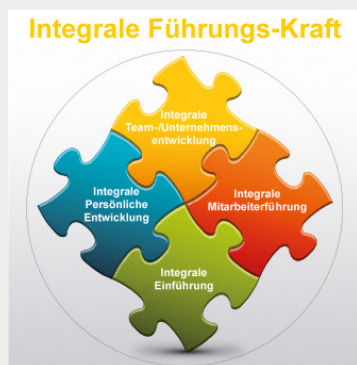 Integrale Führungs-Kraft
Integrale
Team-/Unternehmens-
entwicklung
Integrale
Persönliche
Entwicklung
Integrale
Mitarbeiterführung
Integrale
Einführung